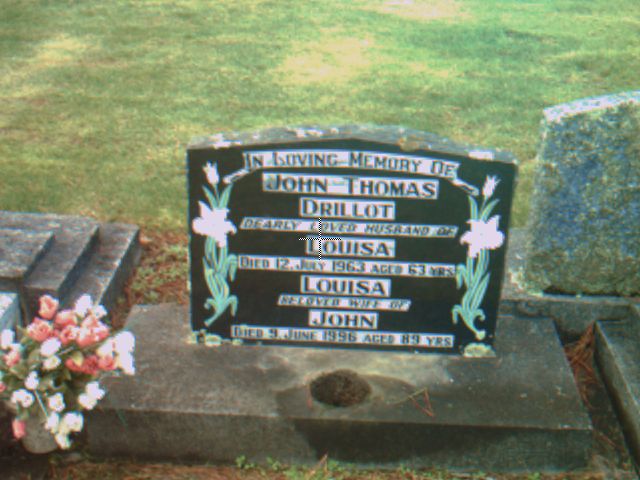 IN LOVING MEMORY OF
JOHN THOMAS
DRILLOT
DEARLY LOVED HUSBAND OF
LOUISA
DIED 12. JULY 1963 AGED 63 YRS
LOUISA
BELOVED WIFE OF
JOHN
DIED 9. JUNE 1996 AGED 89 YRS